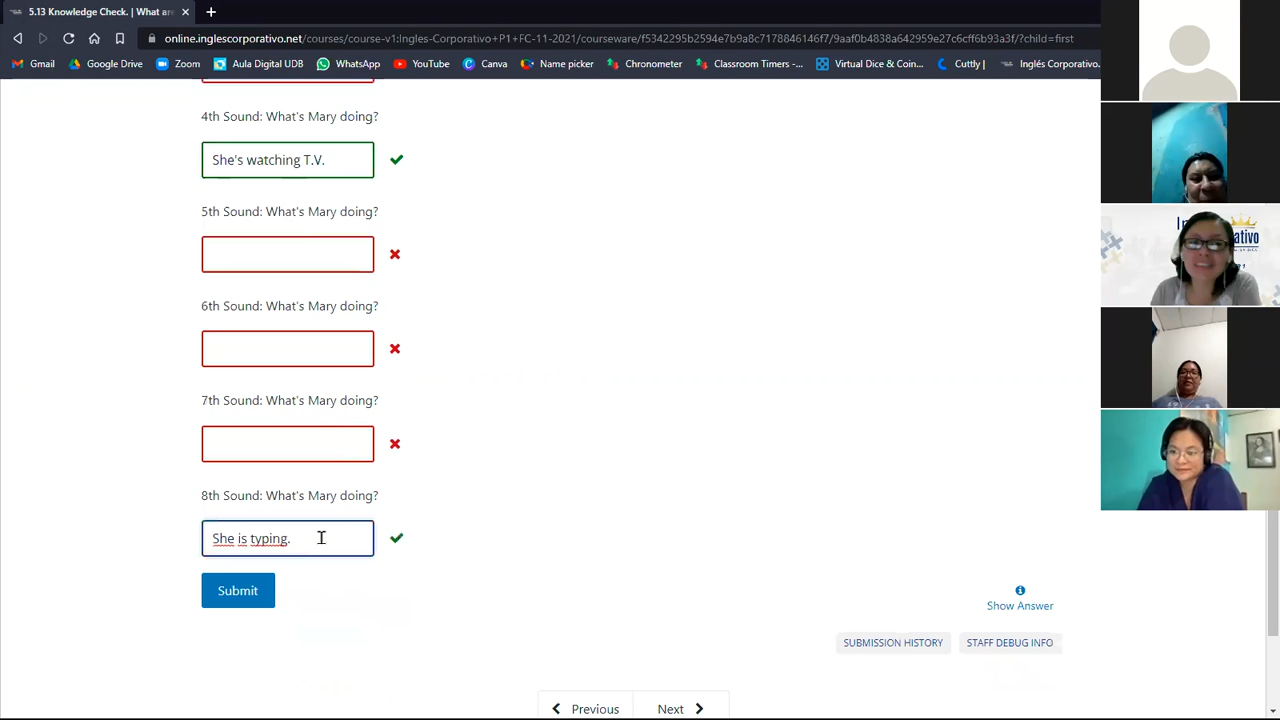 5.13 Knowledge Check. | What are
online.inglescorporativo.net/courses/course-v1:Ingles-Corporativo+P1+FC-11-2021/courseware/f5342295b2594e7b9a8c7178846146f7/9aaf0b4838a642959e27c6cff6b93a3f/?child=first
Gmail
Google Drive
Zoom
Aula Digital UDB
WhatsApp
YouTube
Canva
Name picker
Chronometer
Classroom Timers -...
Virtual Dice & Coin...
Cuttly |
Inglés Corporativo.
4th Sound: What's Mary doing?
She's watching T.V.
5th Sound: What's Mary doing?
6th Sound: What's Mary doing?
7th Sound: What's Mary doing?
8th Sound: What's Mary doing?
She is typing.
Submit
Show Answer
SUBMISSION HISTORY
STAFF DEBUG INFO
Previous
Next